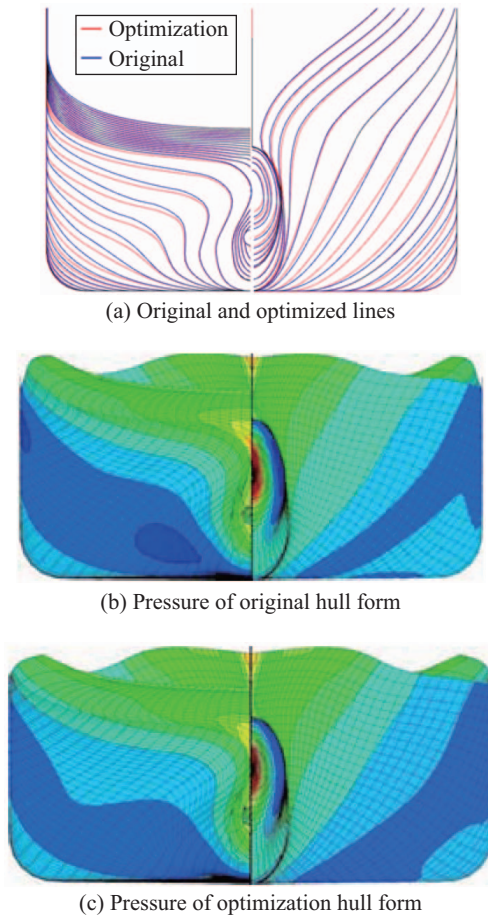 Optimization
Original
(a) Original and optimized lines
(b) Pressure of original hull form
(c) Pressure of optimization hull form